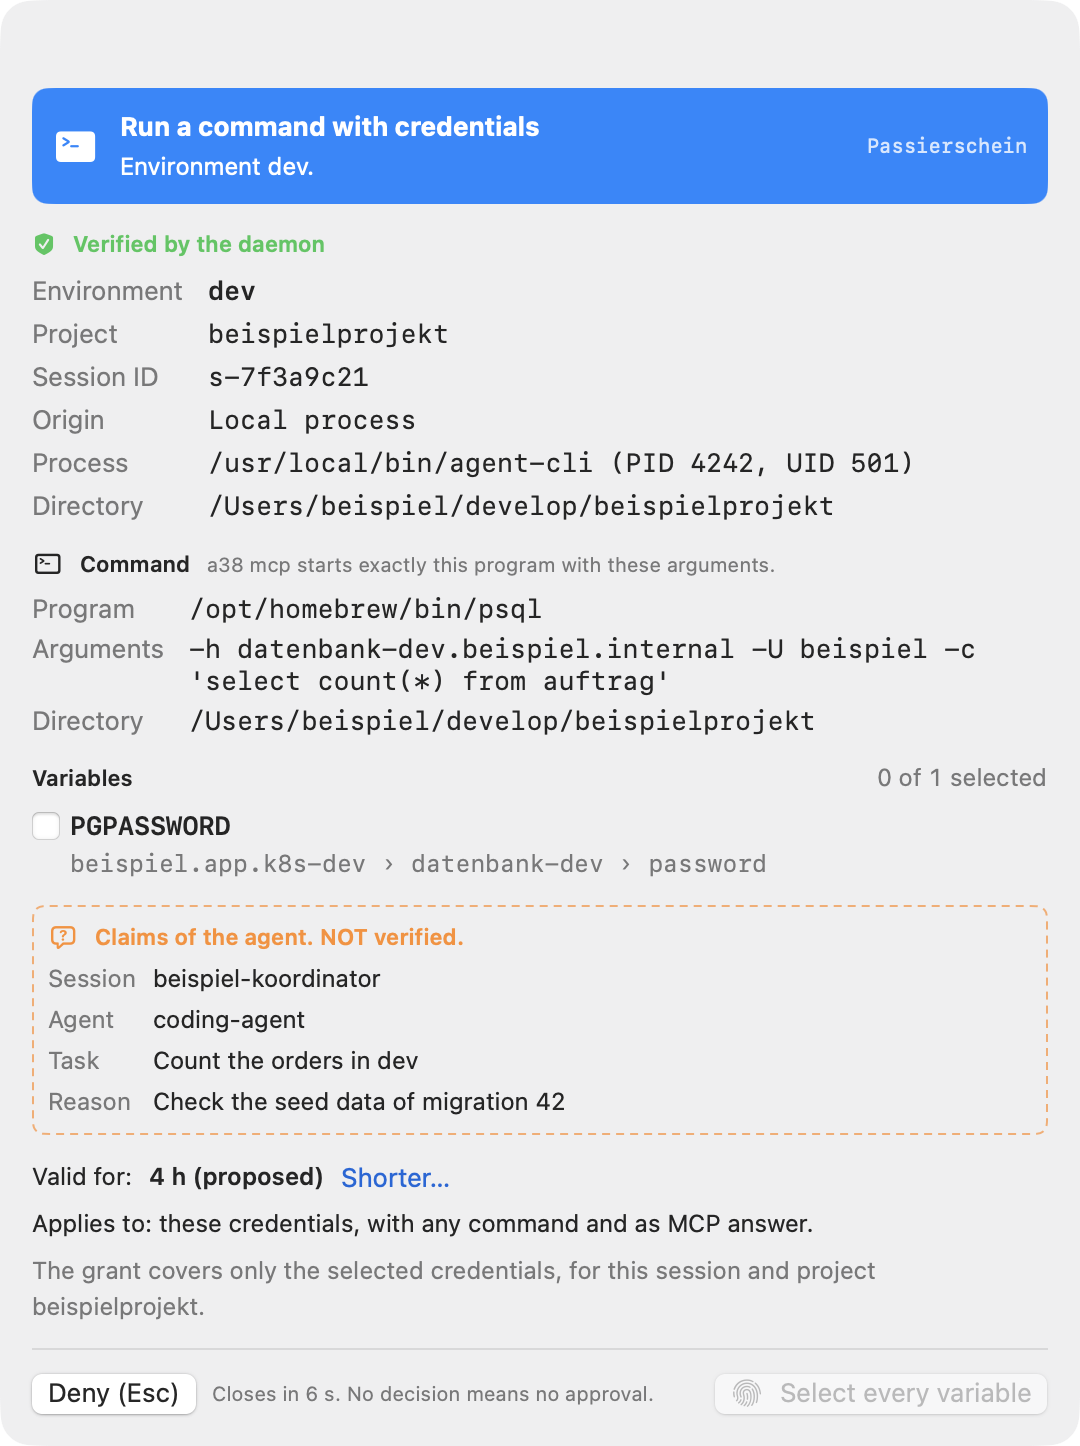 Run a command with credentials
Environment dev.
Passierschein
Verified by the daemon
Environment dev
Project beispielprojekt
Session ID s-7f3a9c21
Origin Local process
Process /usr/local/bin/agent-cli (PID 4242, UID 501)
Directory /Users/beispiel/develop/beispielprojekt
Command a38 mcp starts exactly this program with these arguments.
Program /opt/homebrew/bin/psql
Arguments -h datenbank-dev.beispiel.internal -U beispiel -c
'select count(*) from auftrag'
Directory /Users/beispiel/develop/beispielprojekt
Variables 0 of 1 selected
PGPASSWORD
beispiel.app.k8s-dev › datenbank-dev › password
Claims of the agent. NOT verified.
Session beispiel-koordinator
Agent coding-agent
Task Count the orders in dev
Reason Check the seed data of migration 42
Valid for: 4 h (proposed) Shorter...
Applies to: these credentials, with any command and as MCP answer.
The grant covers only the selected credentials, for this session and project
beispielprojekt.
Deny (Esc) Closes in 6 s. No decision means no approval. Select every variable